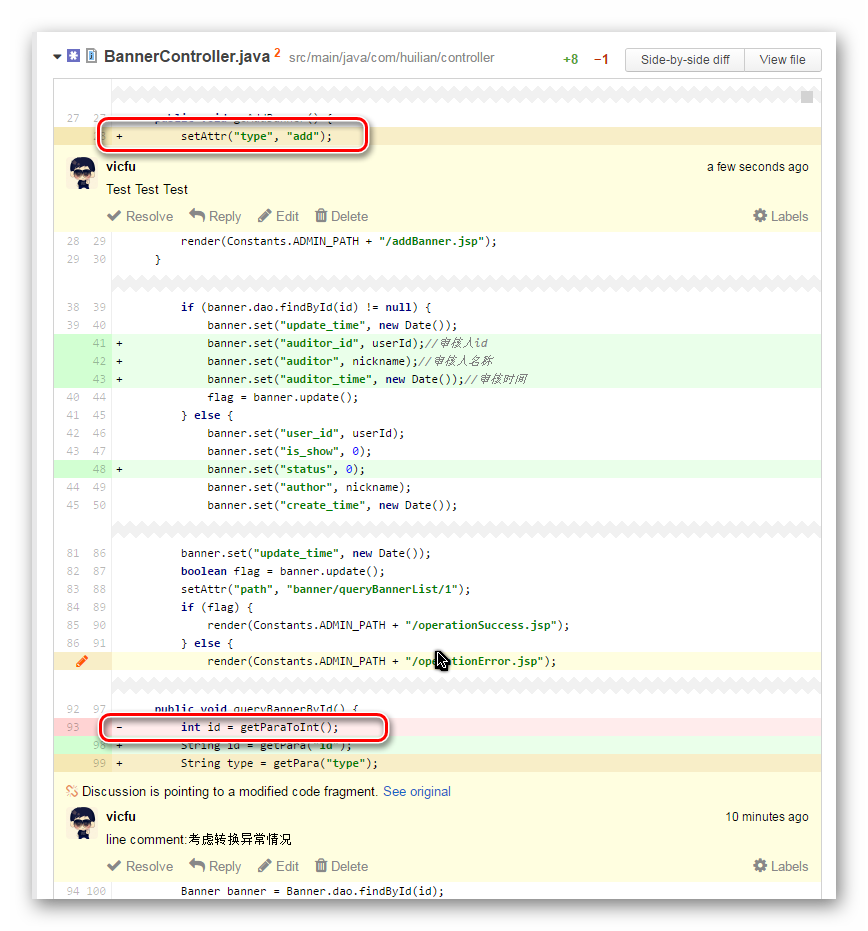 BannerController.java 2 src/main/java/com/huilian/controller +8 −1 Side-by-side diff View file
27
+ setAttr("type", "add");
vicfu a few seconds ago
Test Test Test
Resolve Reply Edit Delete Labels
28 29 render(Constants.ADMIN_PATH + "/addBanner.jsp");
29 30 }
38 39 if (banner.dao.findById(id) != null) {
39 40 banner.set("update_time", new Date());
41 + banner.set("auditor_id", userId);//审核人id
42 + banner.set("auditor", nickname);//审核人名称
43 + banner.set("auditor_time", new Date());//审核时间
40 44 flag = banner.update();
41 45 } else {
42 46 banner.set("user_id", userId);
43 47 banner.set("is_show", 0);
48 + banner.set("status", 0);
44 49 banner.set("author", nickname);
45 50 banner.set("create_time", new Date());
81 86 banner.set("update_time", new Date());
82 87 boolean flag = banner.update();
83 88 setAttr("path", "banner/queryBannerList/1");
84 89 if (flag) {
85 90 render(Constants.ADMIN_PATH + "/operationSuccess.jsp");
86 91 } else {
render(Constants.ADMIN_PATH + "/operationError.jsp");
92 97 public void queryBannerById() {
93 − int id = getParaToInt();
98 + String id = getPara("id");
99 + String type = getPara("type");
Discussion is pointing to a modified code fragment. See original
vicfu 10 minutes ago
line comment:考虑转换异常情况
Resolve Reply Edit Delete Labels
94 100 Banner banner = Banner.dao.findById(id);